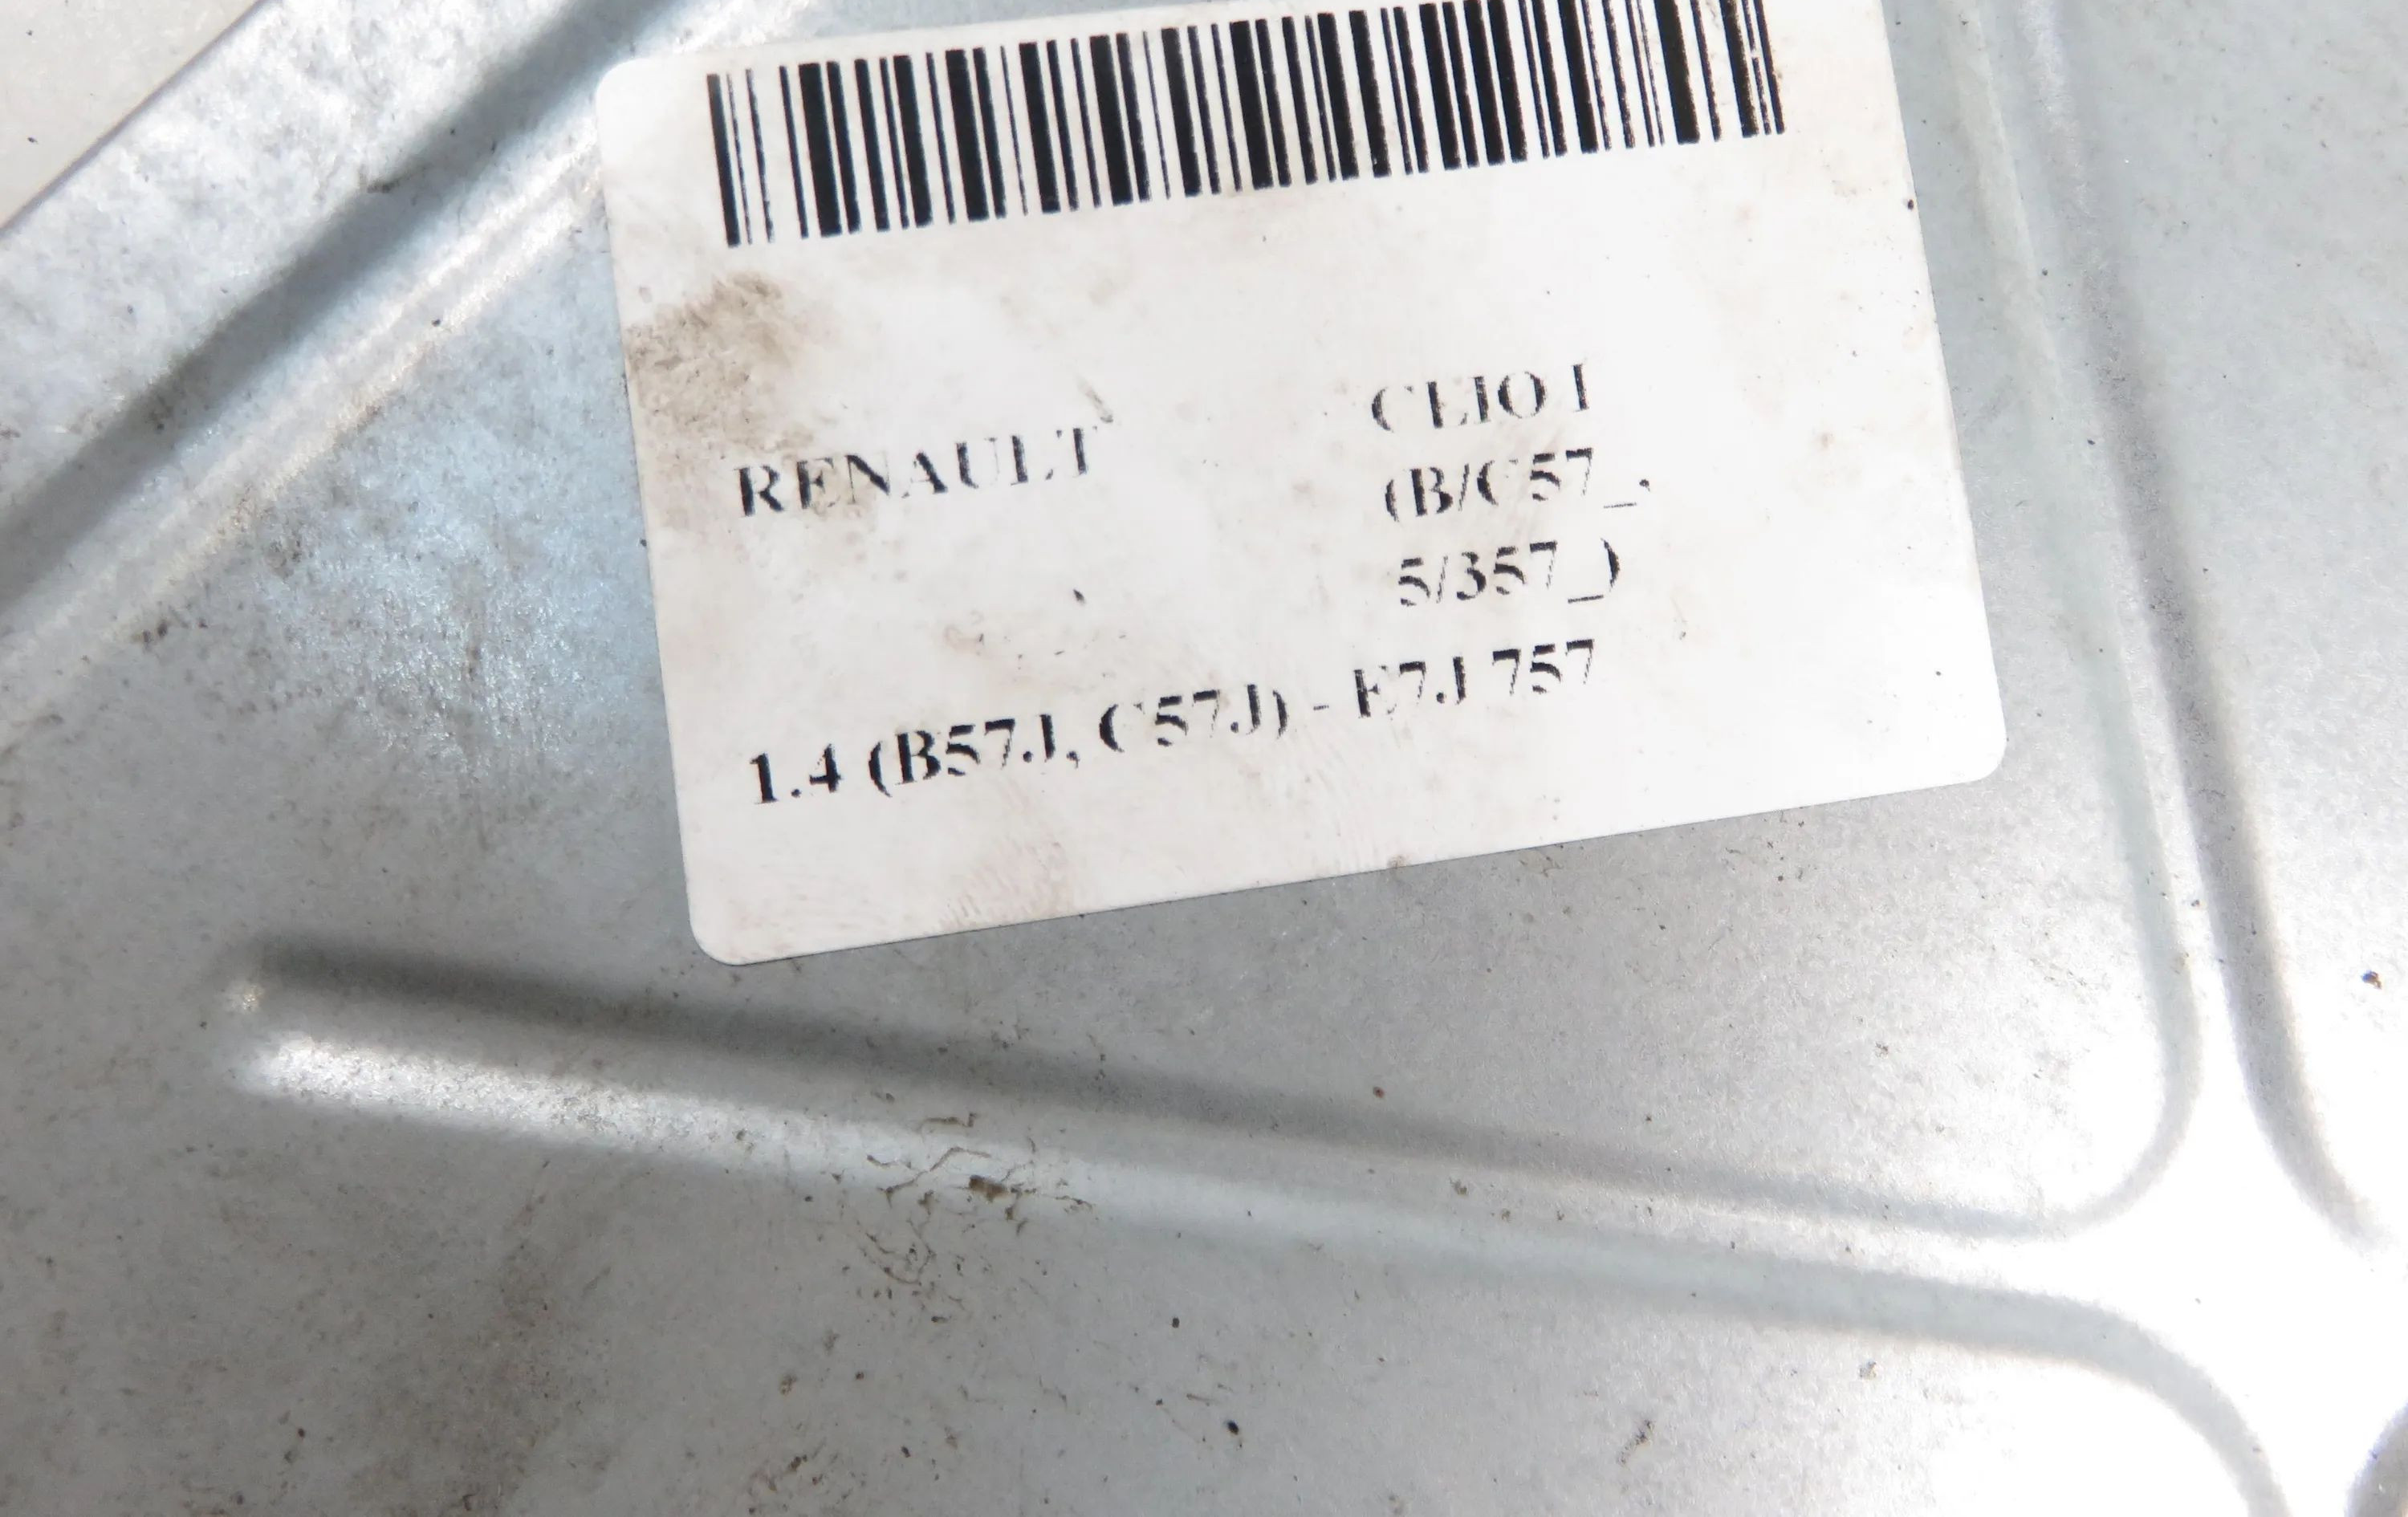 RENAULT
CLIO I
(B/C57_,
5/357_)
1.4 (B57J, C57J) - E7J 757